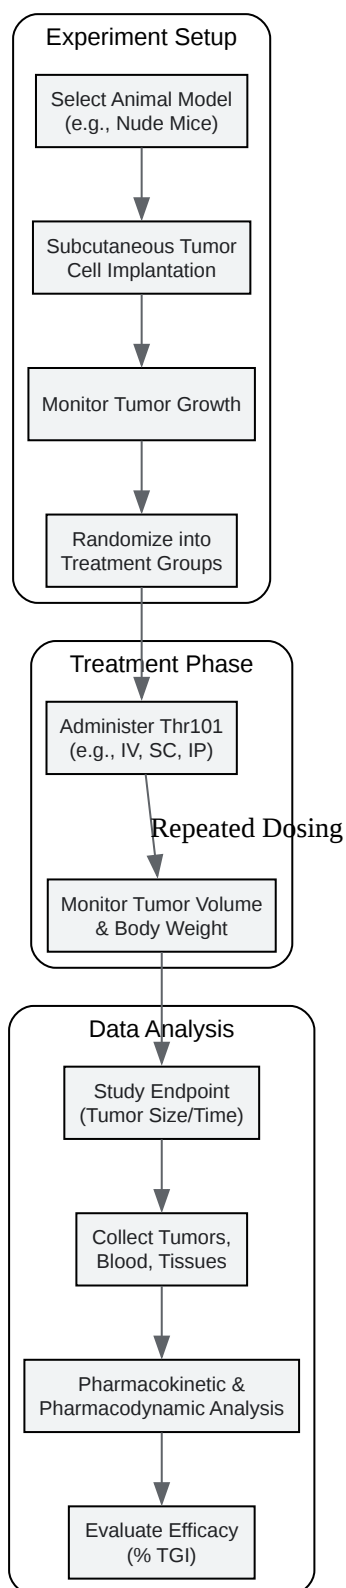 Experiment Setup
Select Animal Model
(e.g., Nude Mice)
Subcutaneous Tumor
Cell Implantation
Monitor Tumor Growth
Randomize into
Treatment Groups
Treatment Phase
Administer Thr101
(e.g., IV, SC, IP)
Repeated Dosing
Monitor Tumor Volume
& Body Weight
Data Analysis
Study Endpoint
(Tumor Size/Time)
Collect Tumors,
Blood, Tissues
Pharmacokinetic &
Pharmacodynamic Analysis
Evaluate Efficacy
(% TGI)